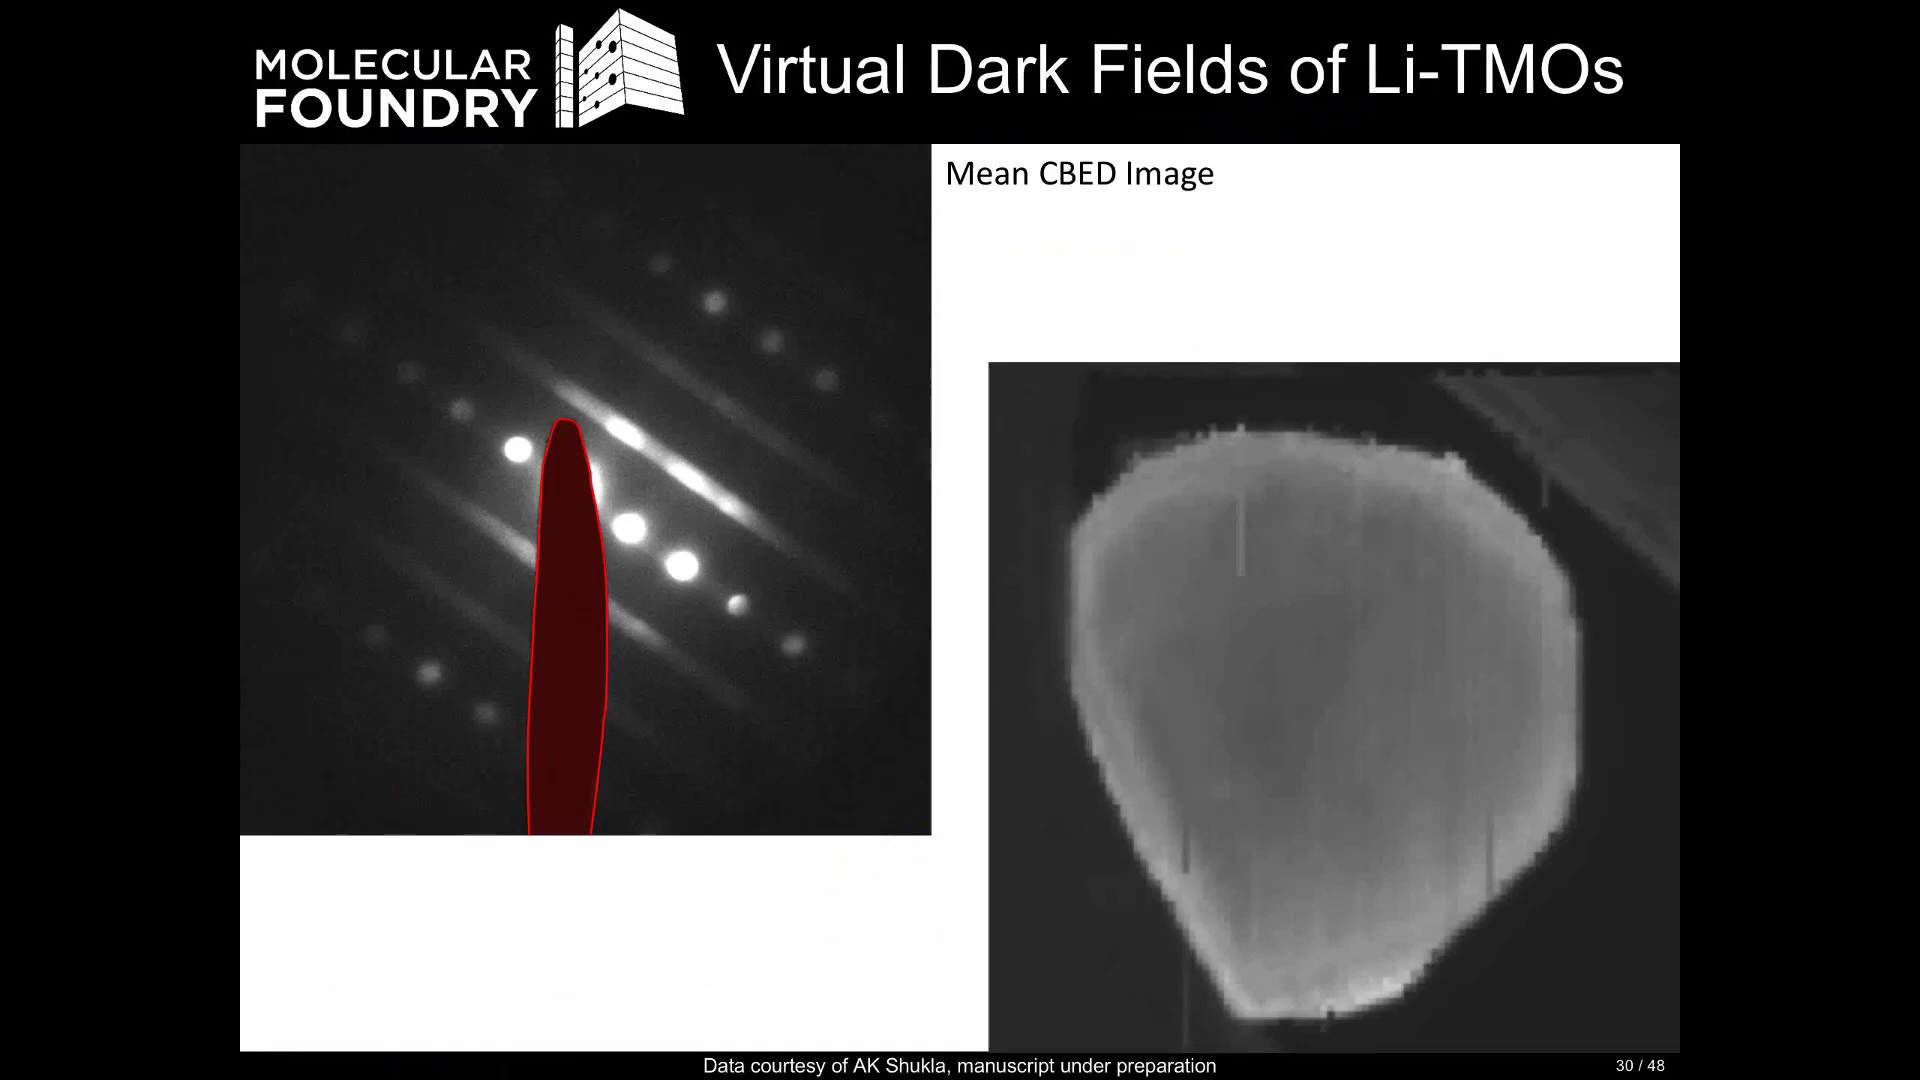 MOLECULAR
FOUNDRY
Virtual Dark Fields of Li-TMOs
Mean CBED Image
Data courtesy of AK Shukla, manuscript under preparation
30 / 48